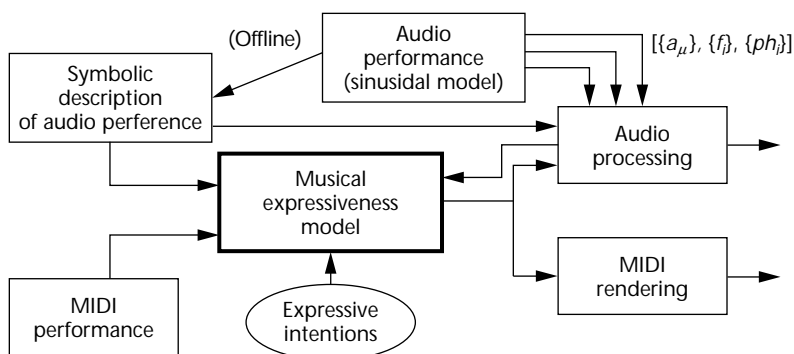 (Offline)
Audio
performance
(sinusidal model)
[{aμ}, {fi}, {phi}]
Symbolic
description
of audio perference
Audio
processing
Musical
expressiveness
model
MIDI
performance
Expressive
intentions
MIDI
rendering